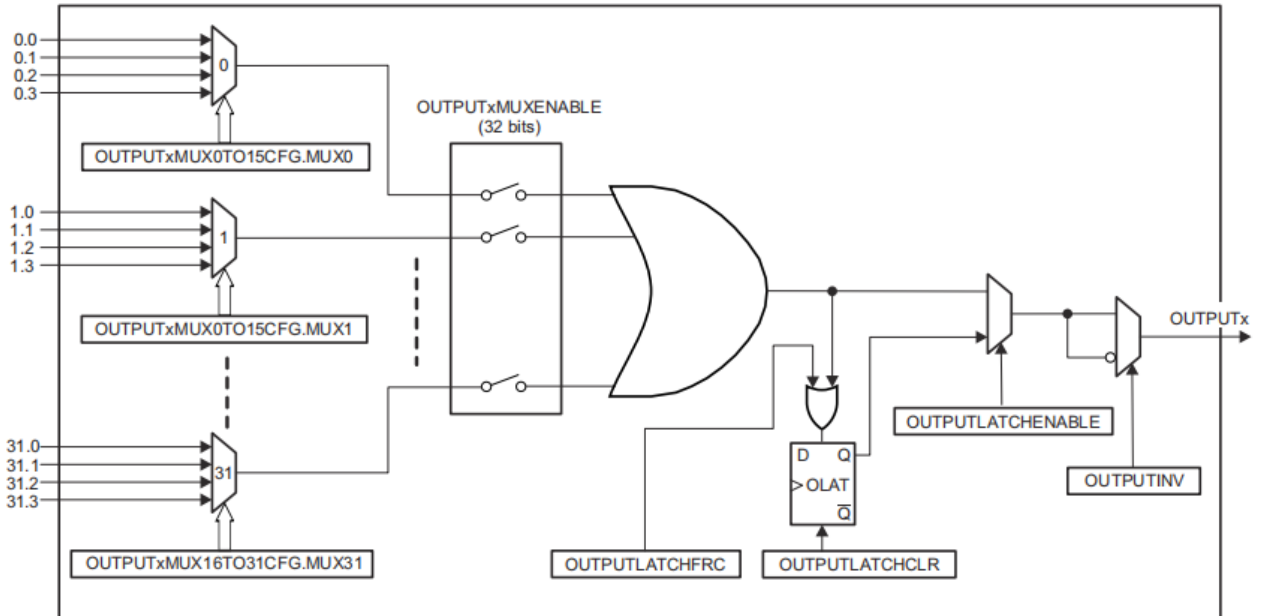 0.0
0.1
0.2
0.3
0
OUTPUTxMUX0TO15CFG.MUX0
OUTPUTxMUXENABLE
(32 bits)
1.0
1.1
1.2
1.3
1
OUTPUTxMUX0TO15CFG.MUX1
31.0
31.1
31.2
31.3
31
OUTPUTxMUX16TO31CFG.MUX31
D Q
OLAT
Q̅
OUTPUTLATCHFRC
OUTPUTLATCHCLR
OUTPUTLATCHENABLE
OUTPUTINV
OUTPUTx